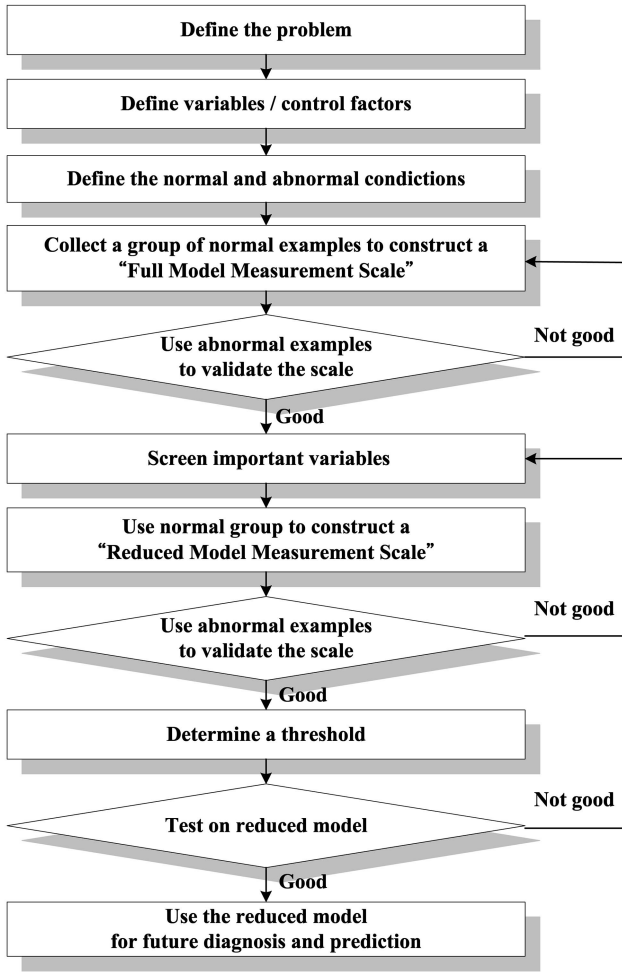 Define the problem
Define variables / control factors
Define the normal and abnormal condictions
Collect a group of normal examples to construct a
“Full Model Measurement Scale”
Use abnormal examples
to validate the scale
Not good
Good
Screen important variables
Use normal group to construct a
“Reduced Model Measurement Scale”
Use abnormal examples
to validate the scale
Not good
Good
Determine a threshold
Test on reduced model
Not good
Good
Use the reduced model
for future diagnosis and prediction